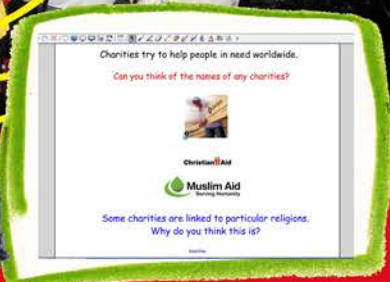 Charities try to help people in need worldwide.
Can you think of the names of any charities?
Christian Aid
Muslim Aid
Serving Humanity
Some charities are linked to particular religions.
Why do you think this is?